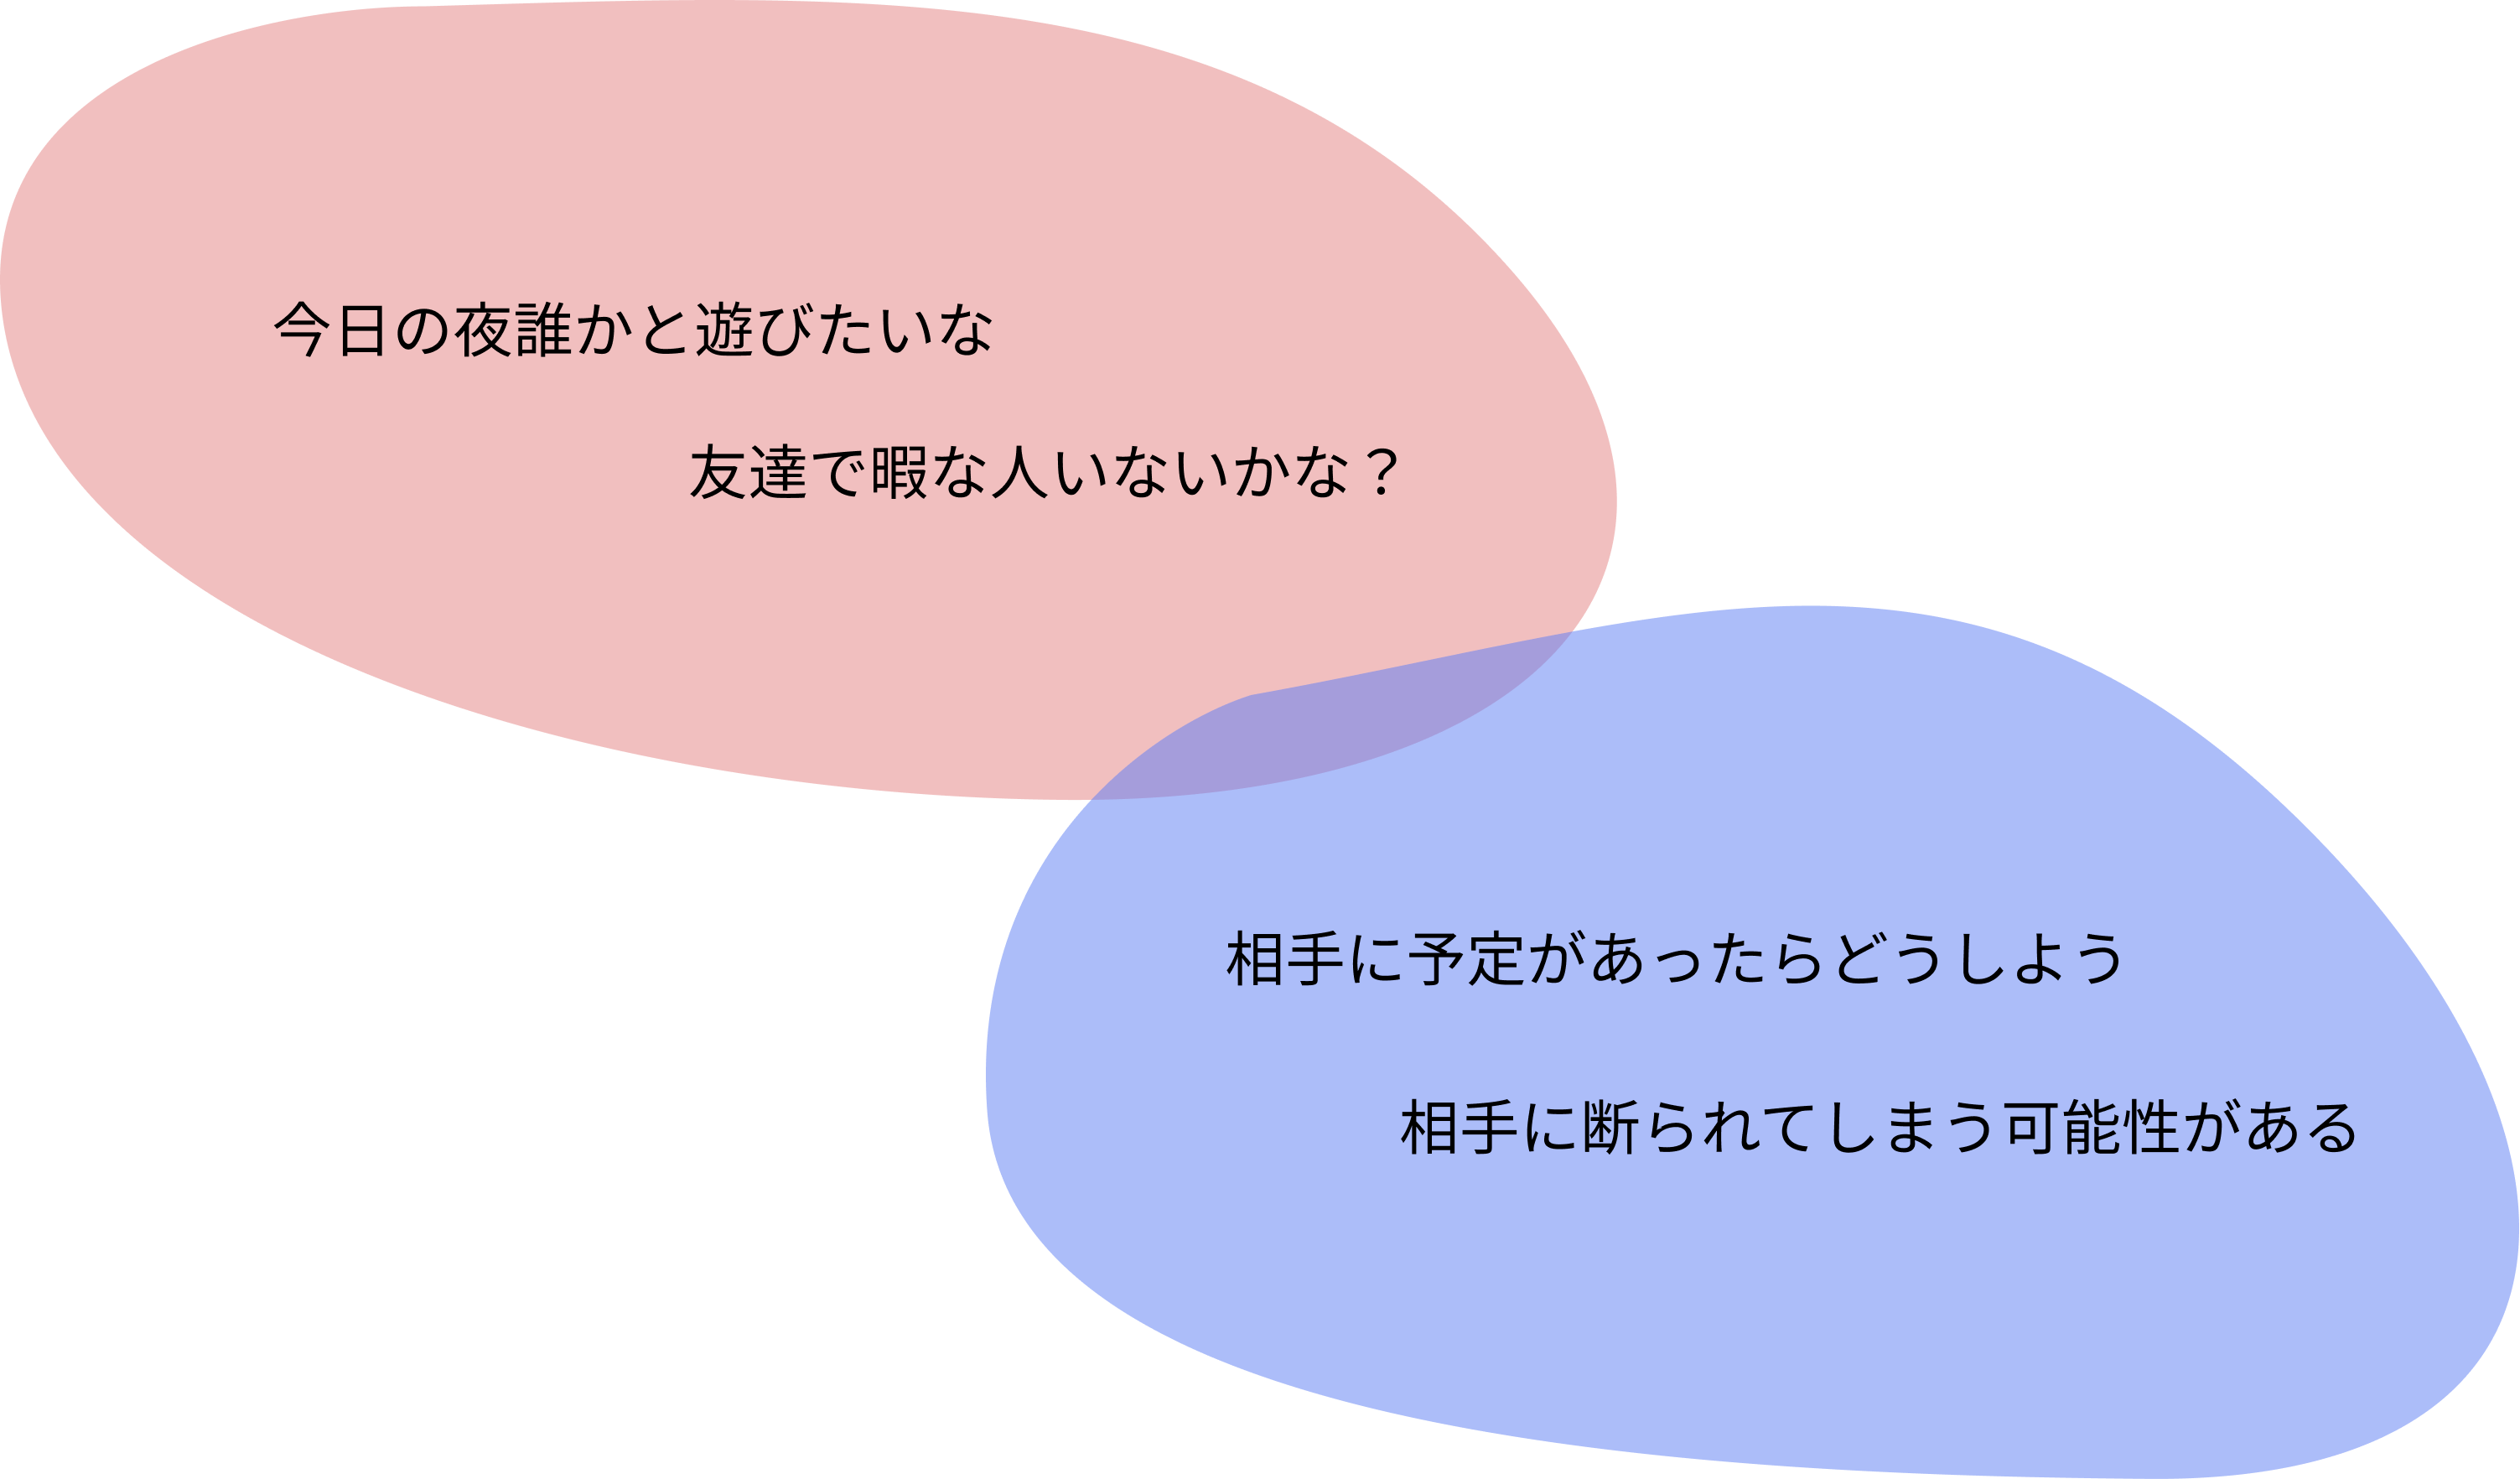 今日の夜誰かと遊びたいな
友達で暇な人いないかな？
相手に予定があったらどうしよう
相手に断られてしまう可能性がある